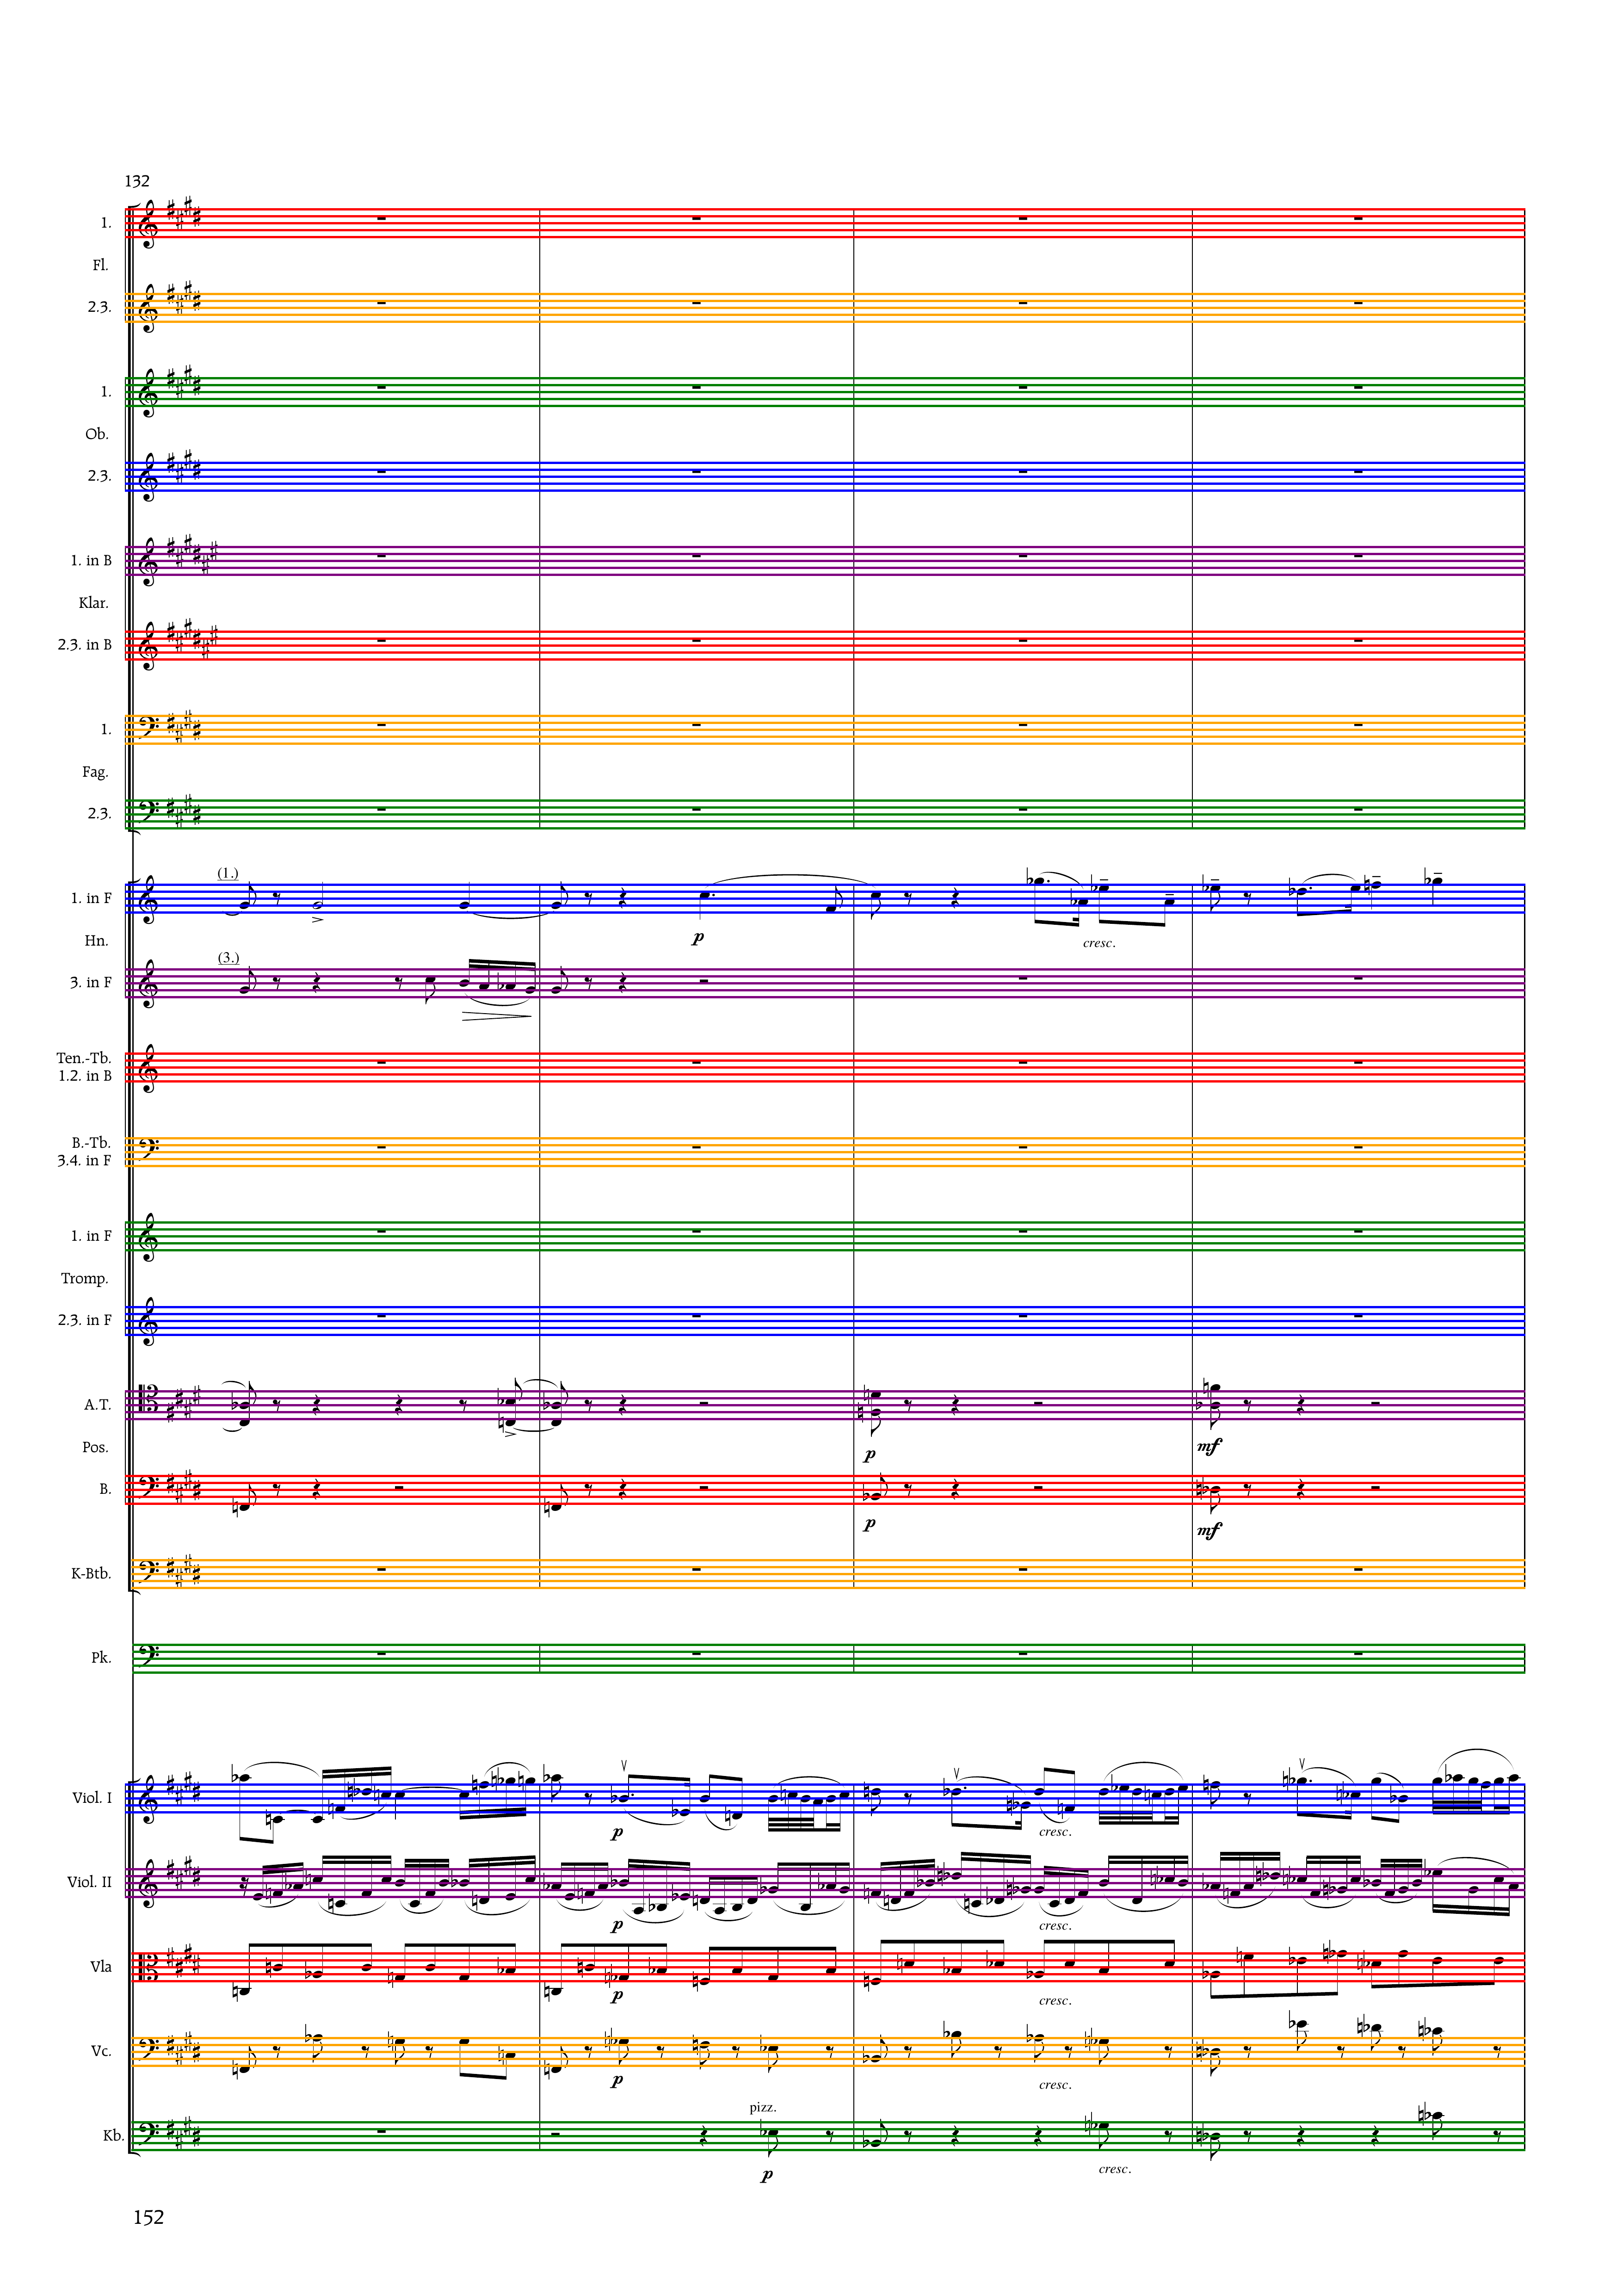 132
1.
Fl.
2.3.
1.
Ob.
2.3.
1. in B
Klar.
2.3. in B
1.
Fag.
2.3.
(1.)
1. in F
p
cresc.
Hn.
(3.)
3. in F
Ten.-Tb.
1.2. in B
B.-Tb.
3.4. in F
1. in F
Tromp.
2.3. in F
A.T.
p mf
Pos.
B.
p mf
K-Btb.
Pk.
Viol. I
p cresc.
Viol. II
p cresc.
Vla
p cresc.
Vc.
p cresc.
pizz.
Kb.
p cresc.
152